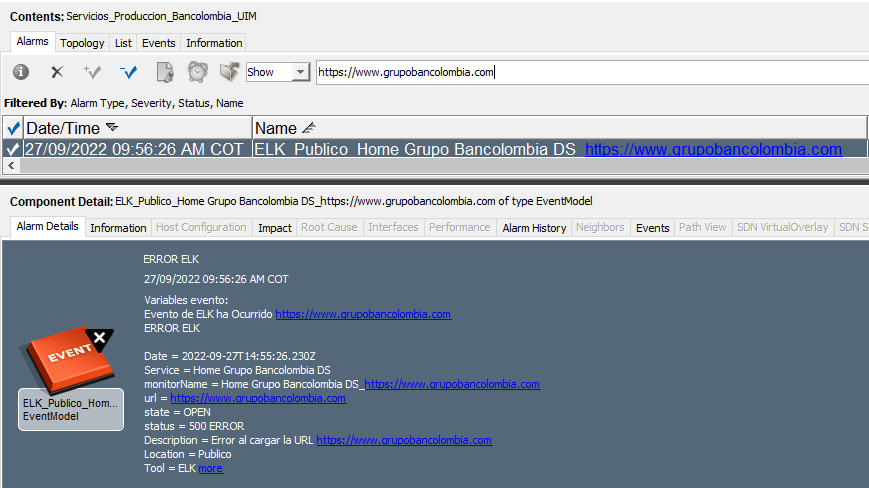 Contents: Servicios_Produccion_Bancolombia_UIM
Alarms Topology List Events Information
Show https://www.grupobancolombia.com
Filtered By: Alarm Type, Severity, Status, Name
Date/Time Name
27/09/2022 09:56:26 AM COT ELK_Publico_Home Grupo Bancolombia DS_https://www.grupobancolombia.com
Component Detail: ELK_Publico_Home Grupo Bancolombia DS_https://www.grupobancolombia.com of type EventModel
Alarm Details Information Host Configuration Impact Root Cause Interfaces Performance Alarm History Neighbors Events Path View SDN VirtualOverlay SDN S
ERROR ELK
27/09/2022 09:56:26 AM COT
Variables evento:
Evento de ELK ha Ocurrido https://www.grupobancolombia.com
ERROR ELK
Date = 2022-09-27T14:55:26.230Z
Service = Home Grupo Bancolombia DS
monitorName = Home Grupo Bancolombia DS_https://www.grupobancolombia.com
url = https://www.grupobancolombia.com
state = OPEN
status = 500 ERROR
Description = Error al cargar la URL https://www.grupobancolombia.com
Location = Publico
Tool = ELK more
EVENT
ELK_Publico_Hom...
EventModel